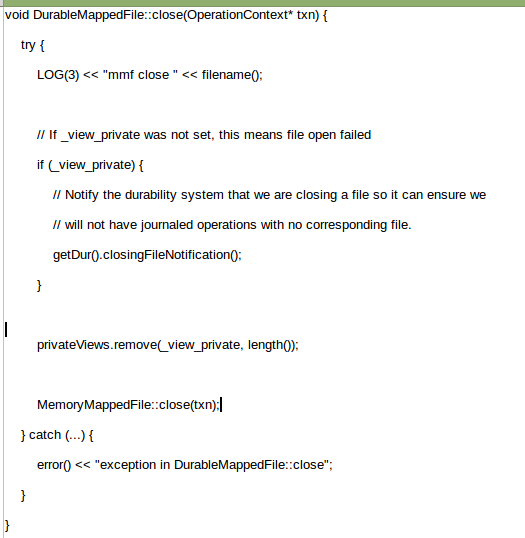 void DurableMappedFile::close(OperationContext* txn) {
try {
LOG(3) << "mmf close " << filename();
// If _view_private was not set, this means file open failed
if (_view_private) {
// Notify the durability system that we are closing a file so it can ensure we
// will not have journaled operations with no corresponding file.
getDur().closingFileNotification();
}
privateViews.remove(_view_private, length());
MemoryMappedFile::close(txn);
} catch (...) {
error() << "exception in DurableMappedFile::close";
}
}